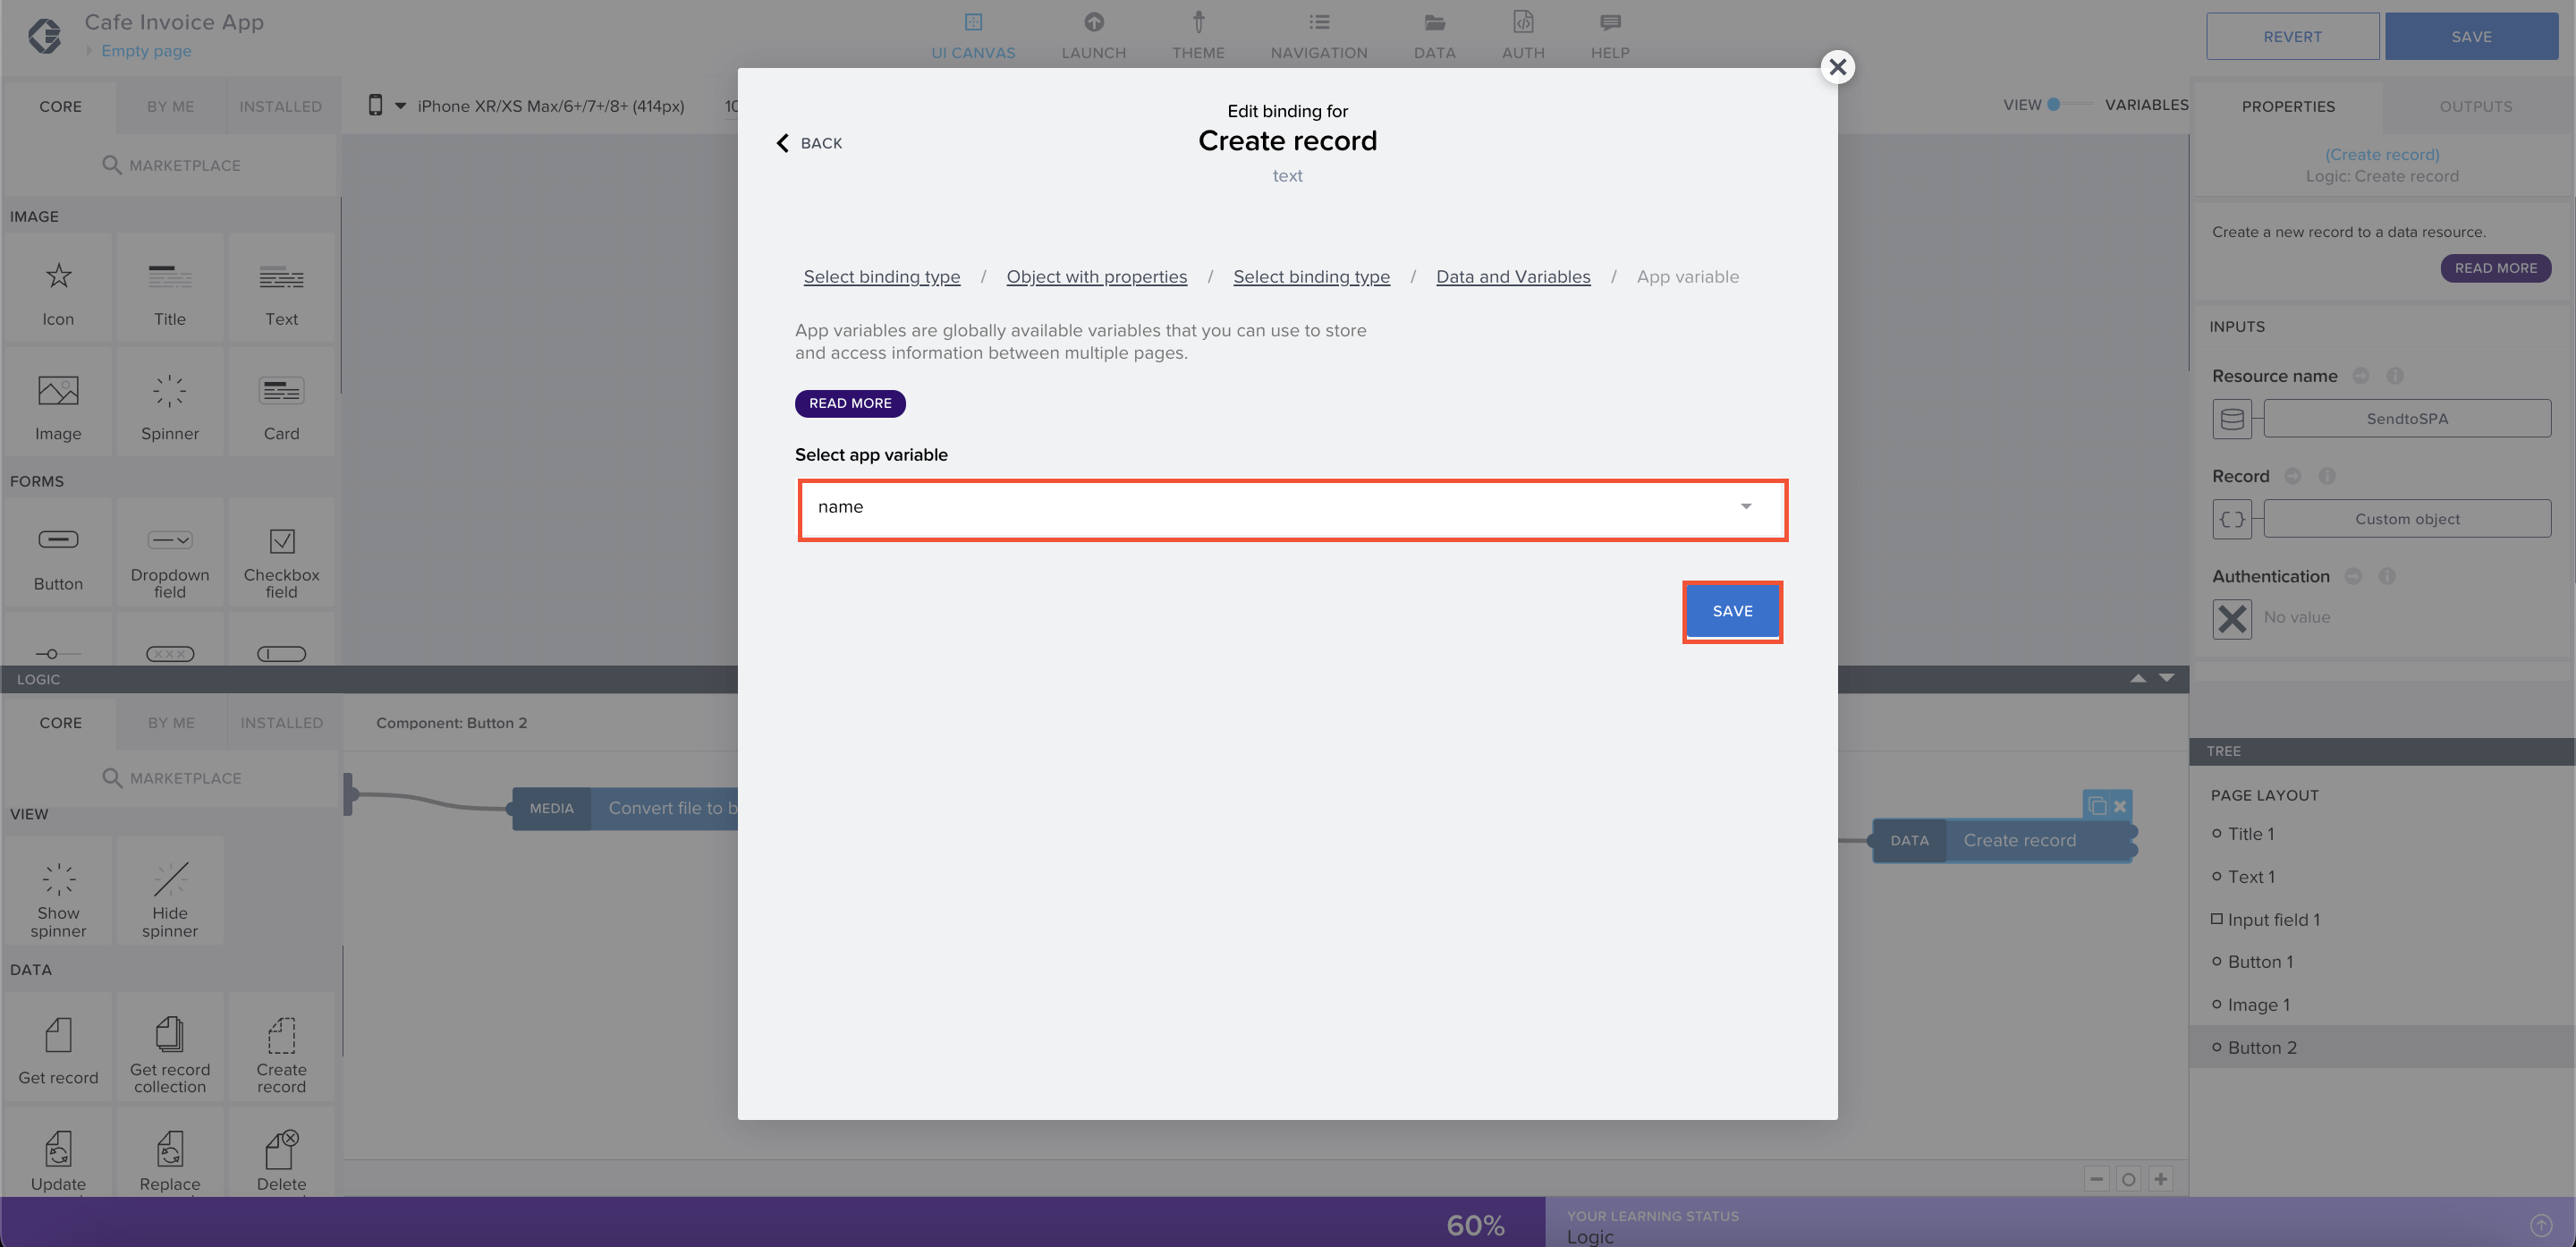 Cafe Invoice App
Empty page
UI CANVAS
LAUNCH
THEME
NAVIGATION
DATA
AUTH
HELP
REVERT
SAVE
CORE
BY ME
INSTALLED
iPhone XR/XS Max/6+/7+/8+ (414px)
10
VIEW
VARIABLES
PROPERTIES
OUTPUTS
MARKETPLACE
IMAGE
Icon
Title
Text
Image
Spinner
Card
FORMS
Button
Dropdown field
Checkbox field
Edit binding for
BACK
Create record
text
Select binding type / Object with properties / Select binding type / Data and Variables / App variable
App variables are globally available variables that you can use to store
and access information between multiple pages.
READ MORE
Select app variable
name
SAVE
(Create record)
Logic: Create record
Create a new record to a data resource.
READ MORE
INPUTS
Resource name
SendtoSPA
Record
Custom object
Authentication
No value
LOGIC
CORE
BY ME
INSTALLED
Component: Button 2
MARKETPLACE
VIEW
Show spinner
Hide spinner
DATA
Get record
Get record collection
Create record
Update
Replace
Delete
MEDIA
Convert file to b
DATA
Create record
TREE
PAGE LAYOUT
Title 1
Text 1
Input field 1
Button 1
Image 1
Button 2
60%
YOUR LEARNING STATUS
Logic